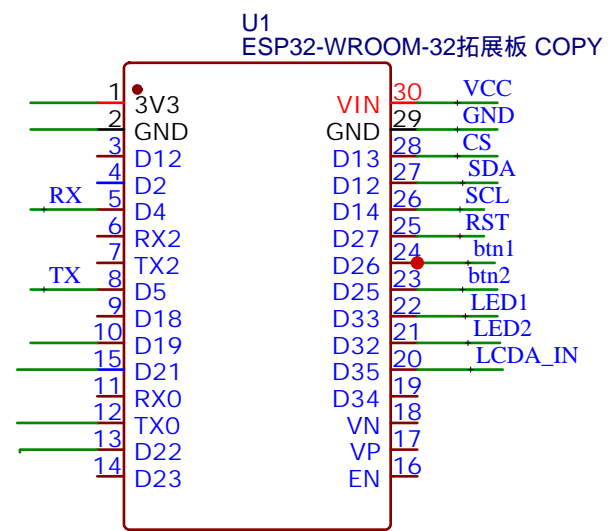 U1
ESP32-WROOM-32拓展板 COPY
1 3V3 VIN 30 VCC
2 GND GND 29 GND
3 D12 D13 28 CS
4 D2 D12 27 SDA
RX 5 D4 D14 26 SCL
6 RX2 D27 25 RST
7 TX2 D26 24 btn1
TX 8 D5 D25 23 btn2
9 D18 D33 22 LED1
10 D19 D32 21 LED2
15 D21 D35 20 LCDA_IN
11 RX0 D34 19
12 TX0 VN 18
13 D22 VP 17
14 D23 EN 16